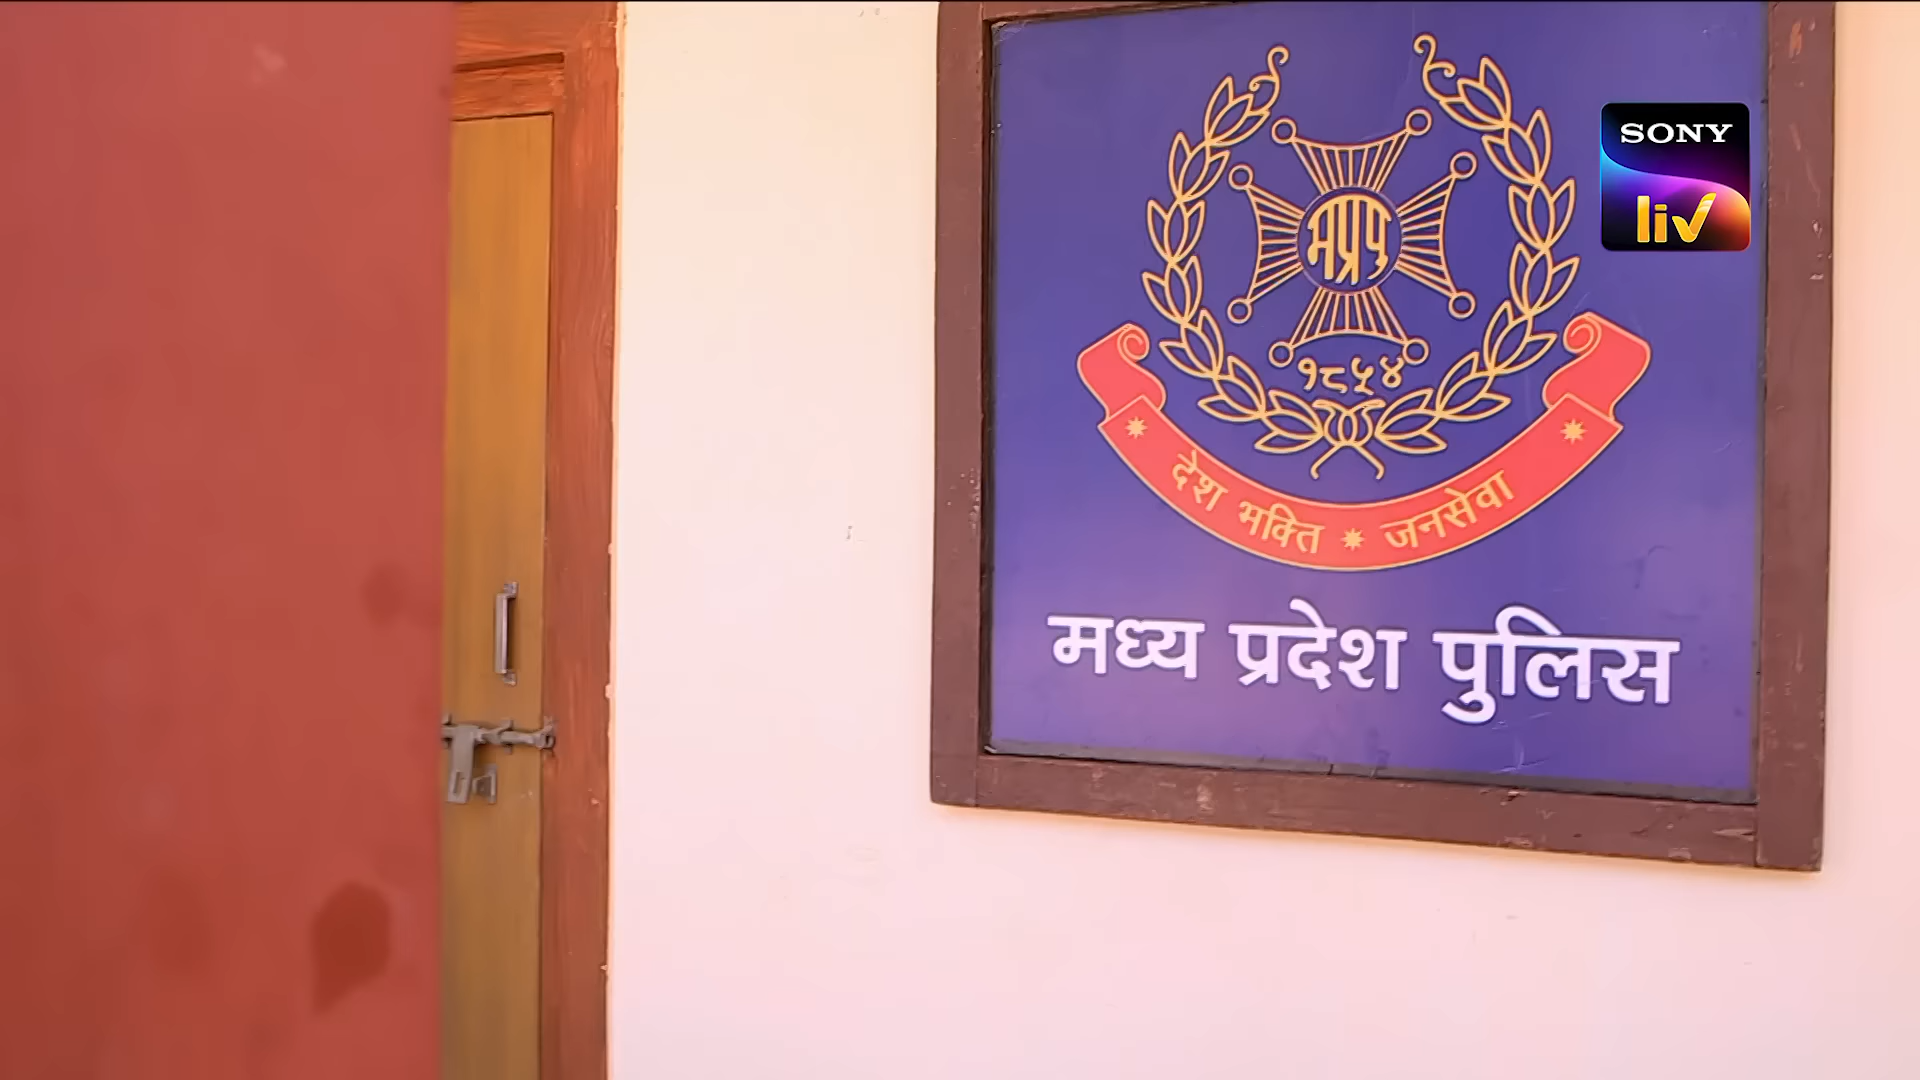 SONY
liv
मप्रपु
१८५४
देश भक्ति * जनसेवा
मध्य प्रदेश पुलिस